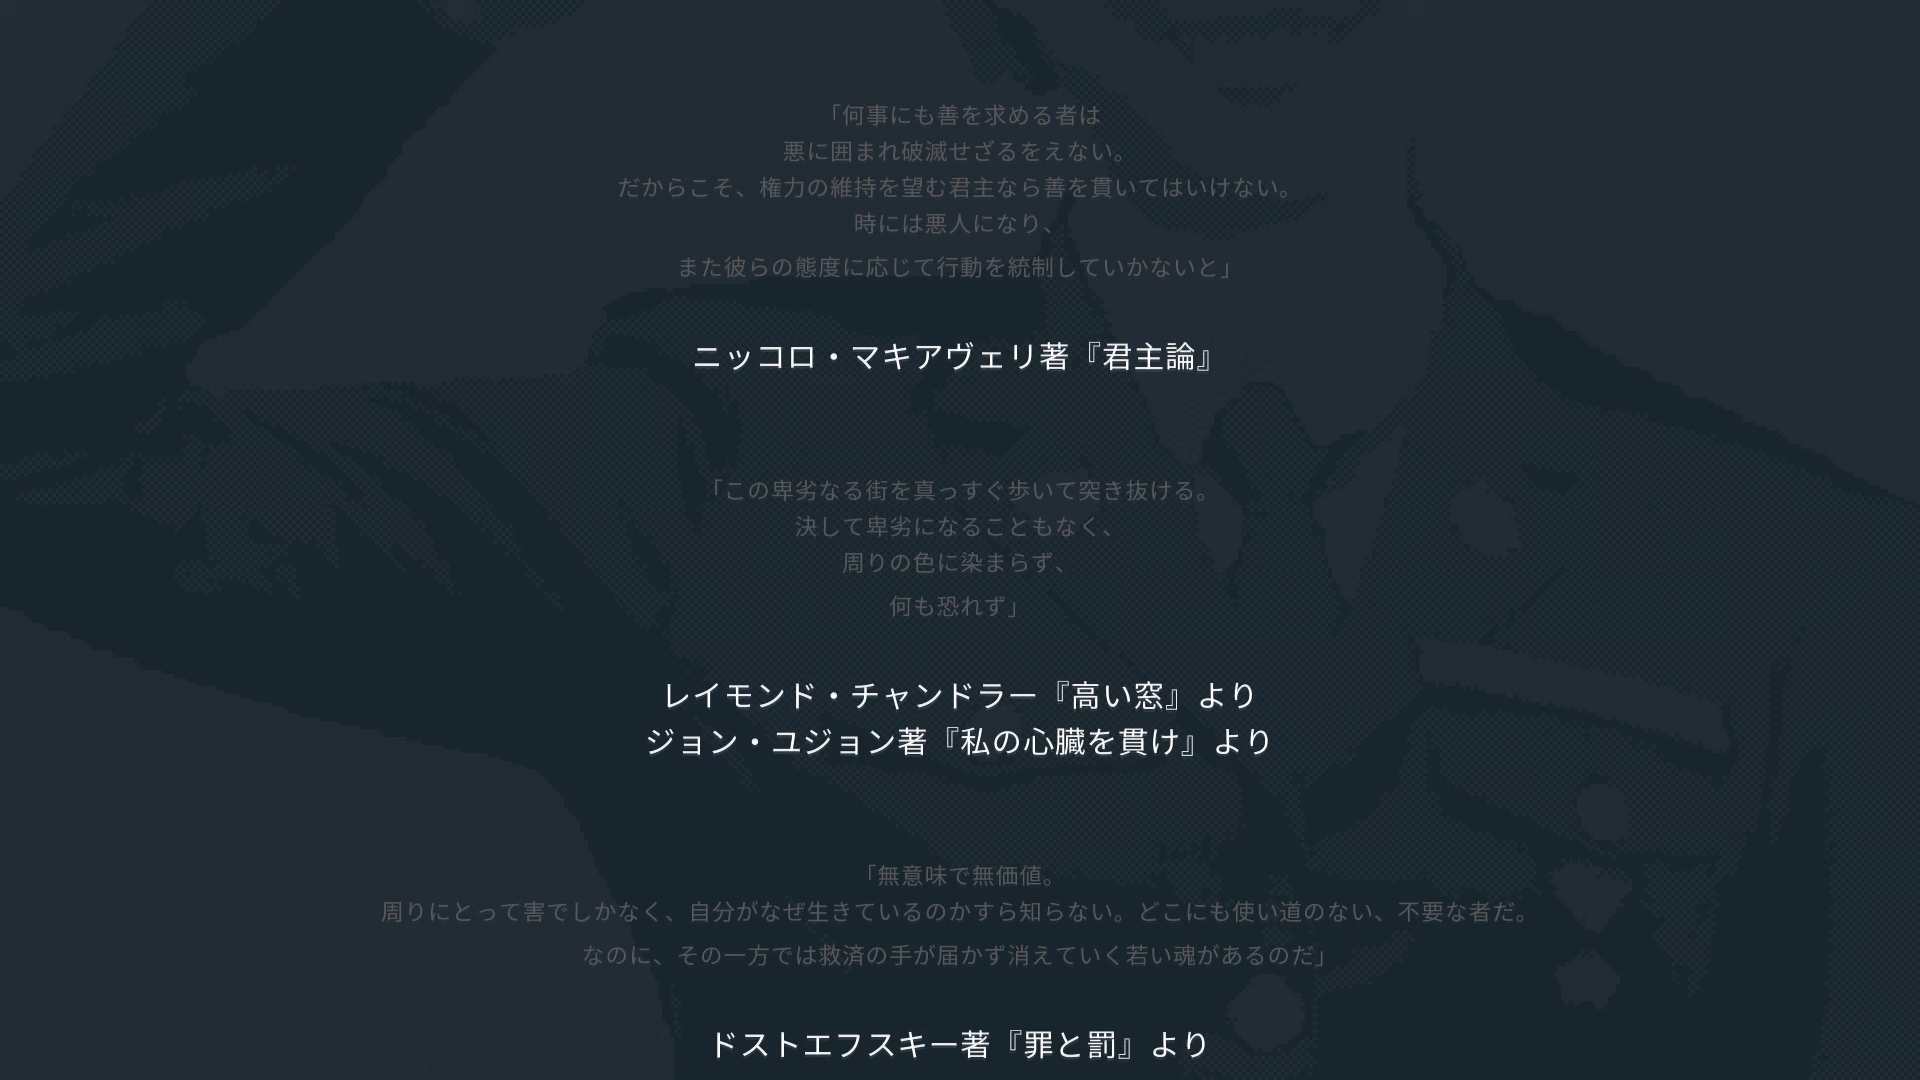 「何事にも善を求める者は
悪に囲まれ破滅せざるをえない。
だからこそ、権力の維持を望む君主なら善を貫いてはいけない。
時には悪人になり、
また彼らの態度に応じて行動を統制していかないと」
ニッコロ・マキアヴェリ著『君主論』
「この卑劣なる街を真っすぐ歩いて突き抜ける。
決して卑劣になることもなく、
周りの色に染まらず、
何も恐れず」
レイモンド・チャンドラー『高い窓』より
ジョン・ユジョン著『私の心臓を貫け』より
「無意味で無価値。
周りにとって害でしかなく、自分がなぜ生きているのかすら知らない。どこにも使い道のない、不要な者だ。
なのに、その一方では救済の手が届かず消えていく若い魂があるのだ」
ドストエフスキー著『罪と罰』より